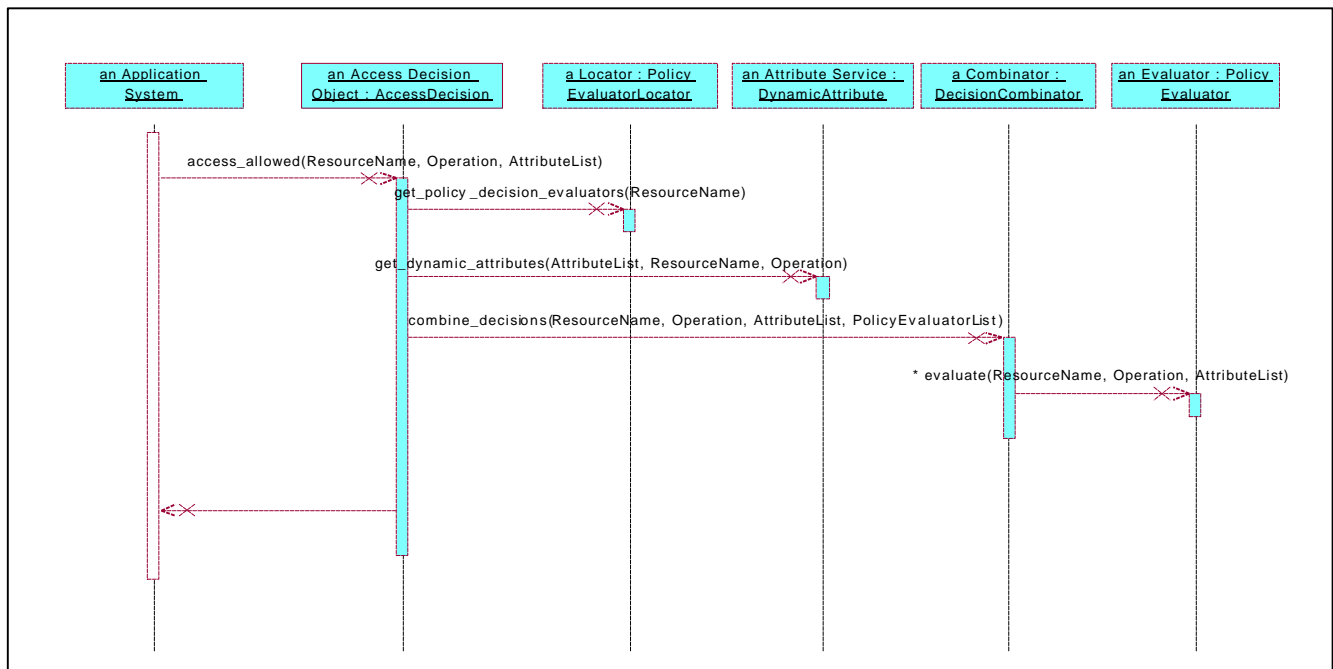 an Application
System
an Access Decision
Object : AccessDecision
a Locator : Policy
EvaluatorLocator
an Attribute Service :
DynamicAttribute
a Combinator :
DecisionCombinator
an Evaluator : Policy
Evaluator
access_allowed(ResourceName, Operation, AttributeList)
get_policy_decision_evaluators(ResourceName)
get_dynamic_attributes(AttributeList, ResourceName, Operation)
combine_decisions(ResourceName, Operation, AttributeList, PolicyEvaluatorList)
* evaluate(ResourceName, Operation, AttributeList)